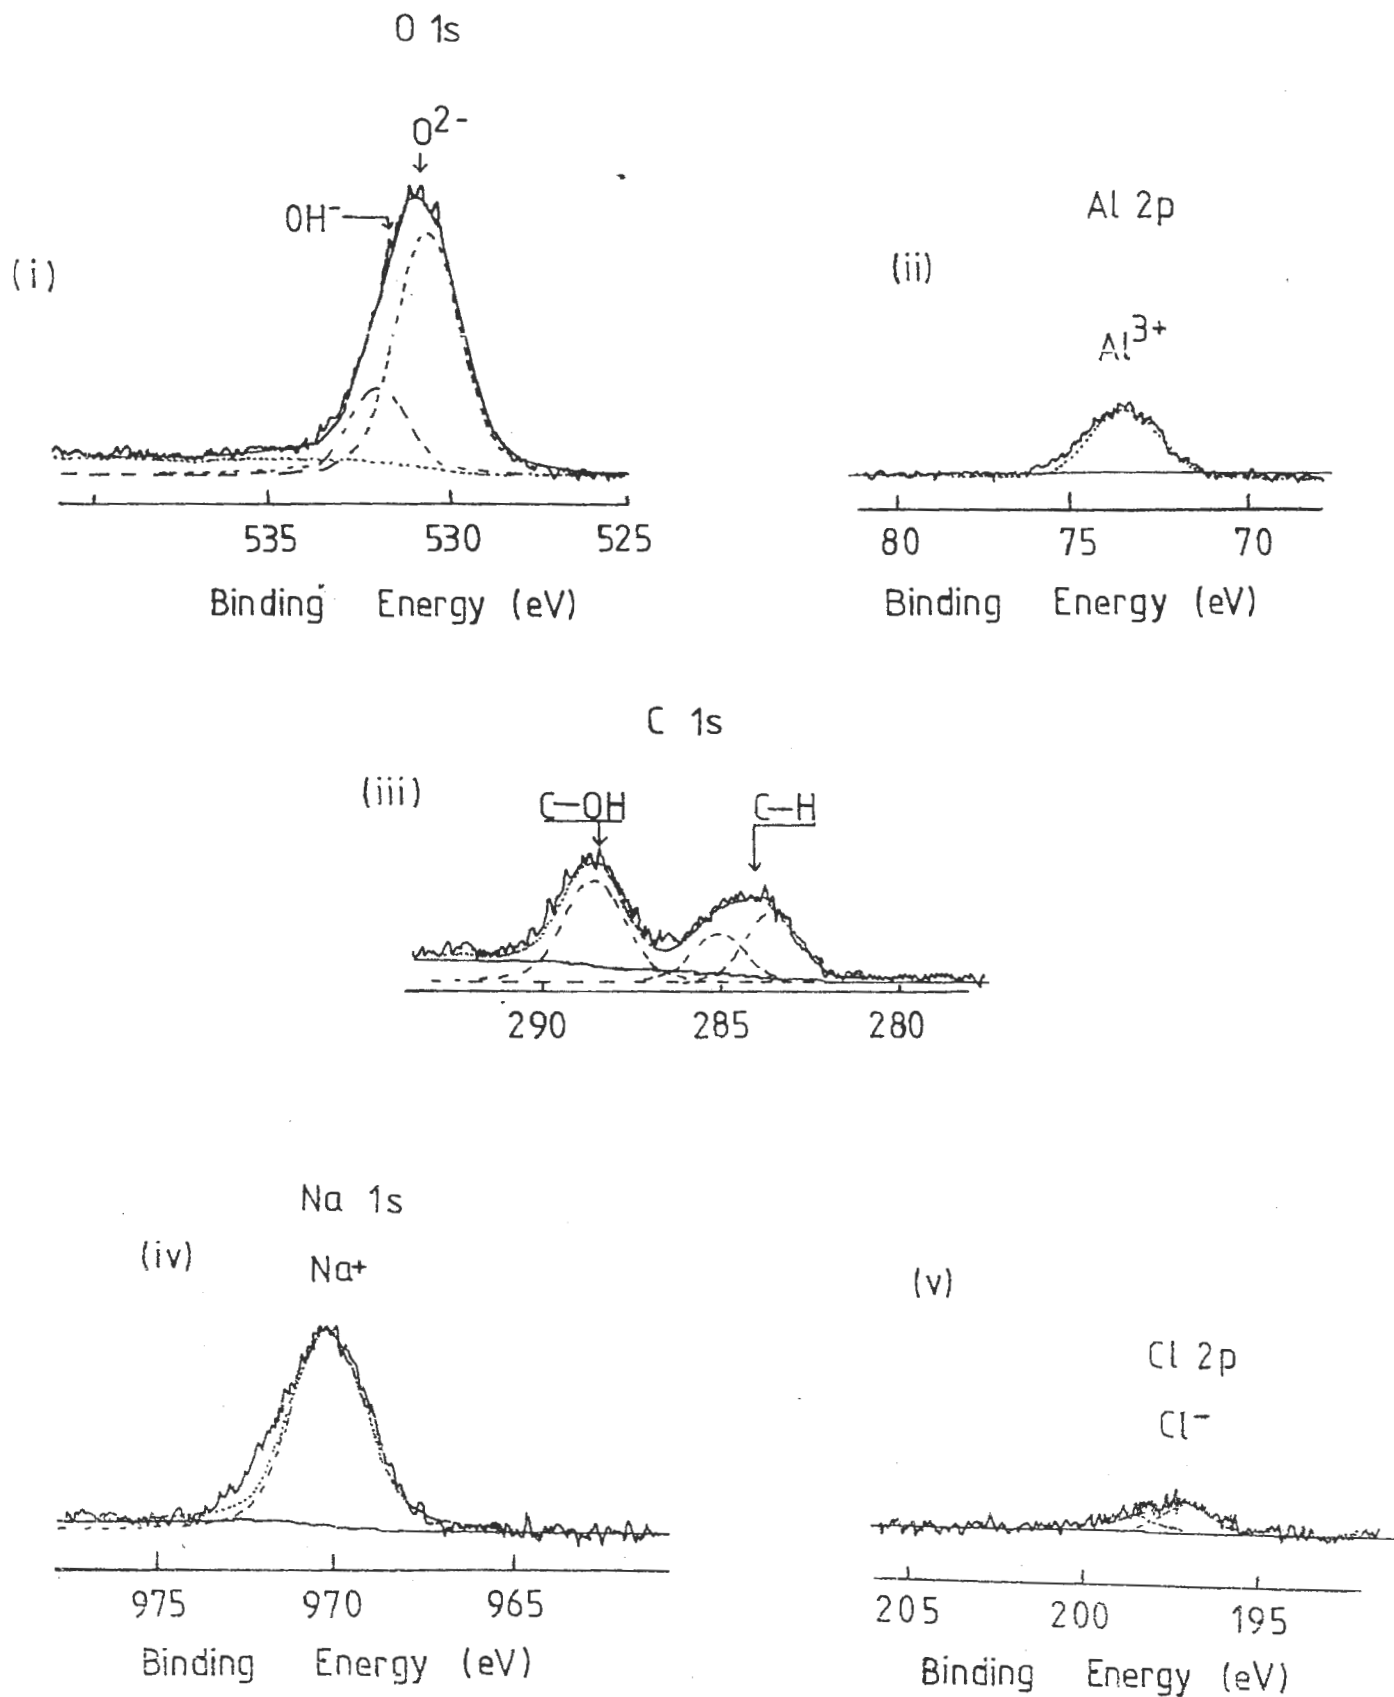 O 1s
O2-
OH-
(i)
535 530 525
Binding Energy (eV)
Al 2p
(ii)
Al3+
80 75 70
Binding Energy (eV)
C 1s
(iii)
C-OH C-H
290 285 280
Na 1s
(iv)
Na+
975 970 965
Binding Energy (eV)
(v)
Cl 2p
Cl-
205 200 195
Binding Energy (eV)